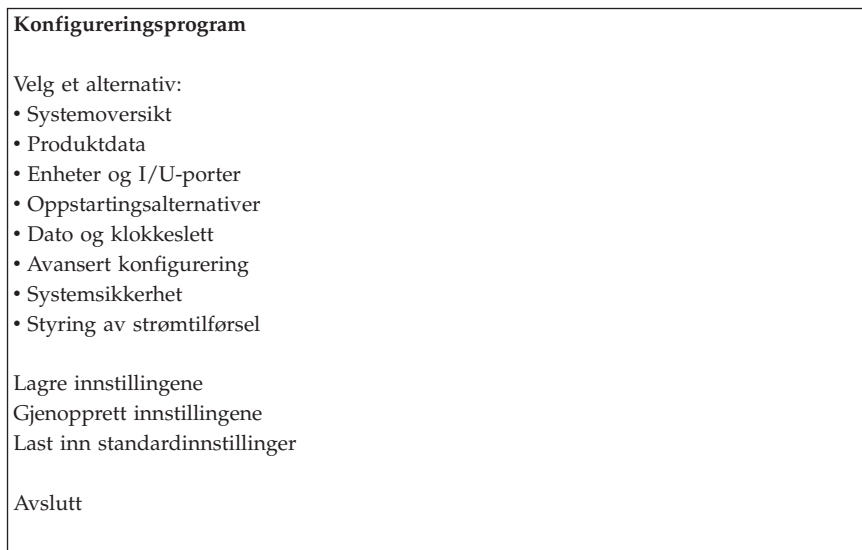 Konfigureringsprogram
Velg et alternativ:
• Systemoversikt
• Produktdata
• Enheter og I/U-porter
• Oppstartingsalternativer
• Dato og klokkeslett
• Avansert konfigurering
• Systemsikkerhet
• Styring av strømtilførsel
Lagre innstillingene
Gjenopprett innstillingene
Last inn standardinnstillinger
Avslutt